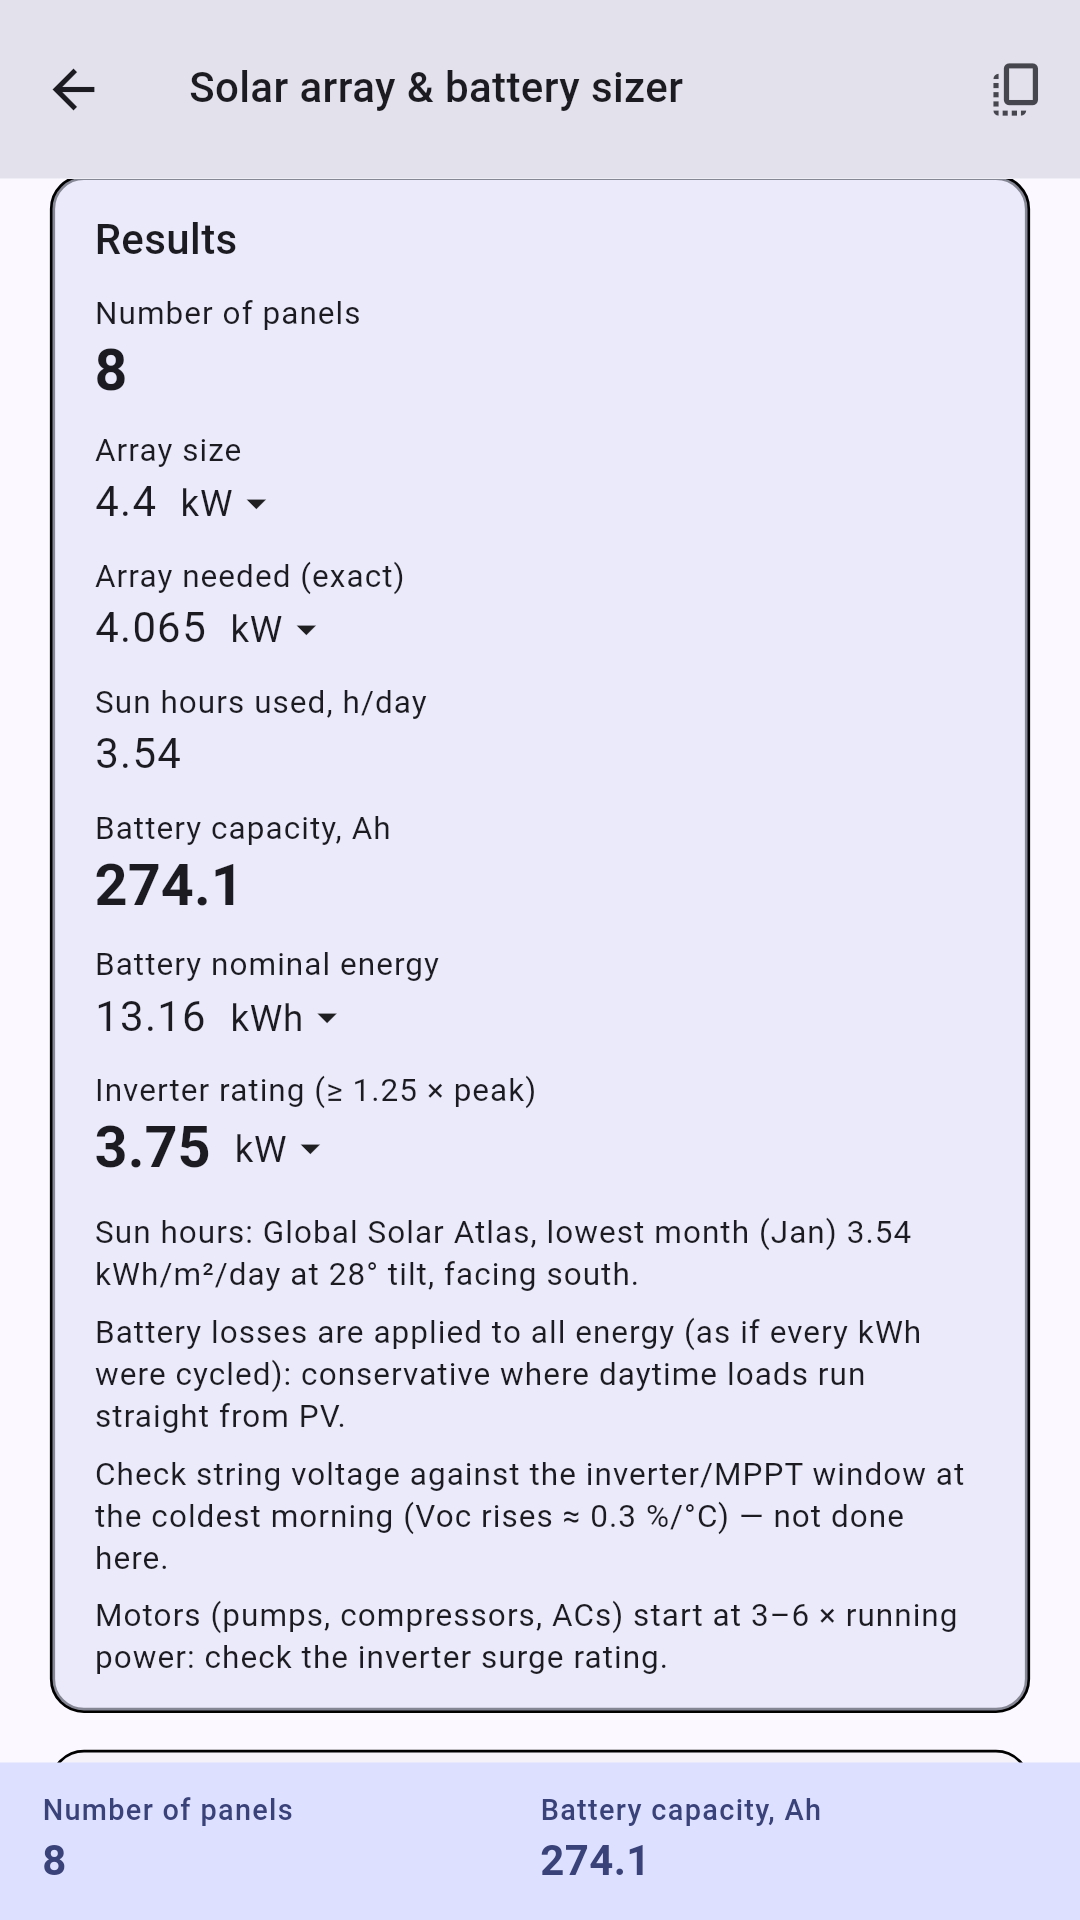 Solar array & battery sizer
Results
Number of panels
8
Array size
4.4 kW
Array needed (exact)
4.065 kW
Sun hours used, h/day
3.54
Battery capacity, Ah
274.1
Battery nominal energy
13.16 kWh
Inverter rating (≥ 1.25 × peak)
3.75 kW
Sun hours: Global Solar Atlas, lowest month (Jan) 3.54
kWh/m²/day at 28° tilt, facing south.
Battery losses are applied to all energy (as if every kWh
were cycled): conservative where daytime loads run
straight from PV.
Check string voltage against the inverter/MPPT window at
the coldest morning (Voc rises ≈ 0.3 %/°C) — not done
here.
Motors (pumps, compressors, ACs) start at 3–6 × running
power: check the inverter surge rating.
Number of panels
8
Battery capacity, Ah
274.1